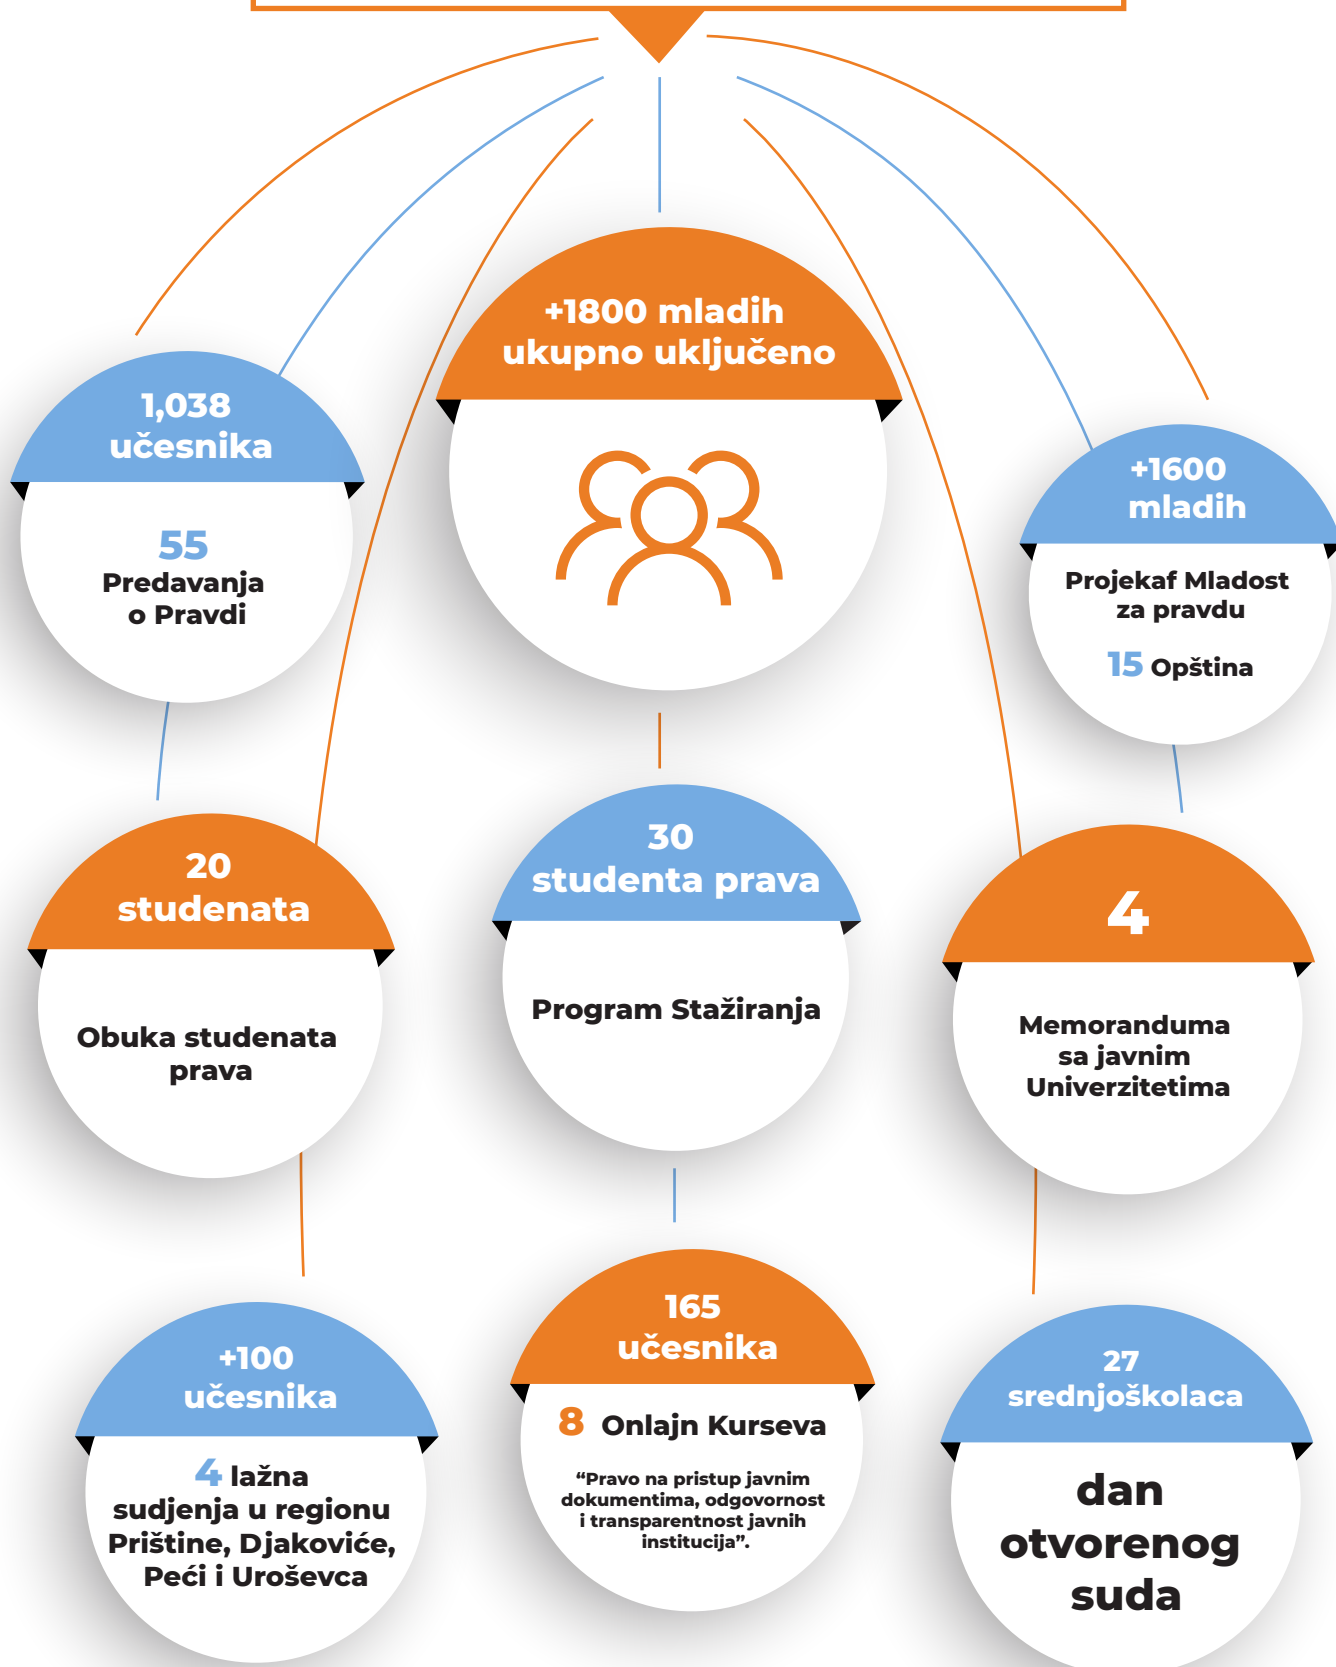 +1800 mladih
ukupno uključeno
1,038
učesnika
55
Predavanja
o Pravdi
+1600
mladih
Projekaf Mladost
za pravdu
15 Opština
20
studenata
Obuka studenata
prava
30
studenta prava
Program Stažiranja
4
Memoranduma
sa javnim
Univerzitetima
+100
učesnika
4 lažna
sudjenja u regionu
Prištine, Djakoviće,
Peći i Uroševca
165
učesnika
8 Onlajn Kurseva
“Pravo na pristup javnim
dokumentima, odgovornost
i transparentnost javnih
institucija”.
27
srednjoškolaca
dan
otvorenog
suda